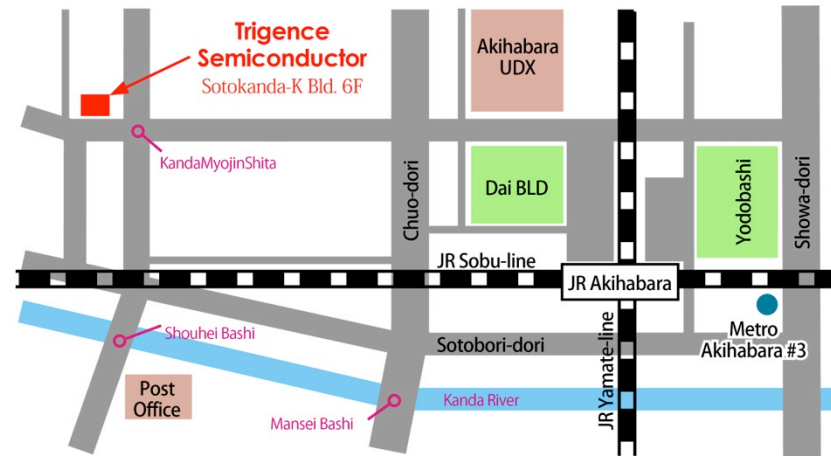 Trigence
Semiconductor
Sotokanda-K Bld. 6F
Akihabara
UDX
KandaMyojinShita
Chuo-dori
Dai BLD
Yodobashi
Showa-dori
JR Sobu-line
JR Akihabara
Shouhei Bashi
Sotobori-dori
Metro
Akihabara #3
Post
Office
Mansei Bashi
Kanda River
JR Yamate-line